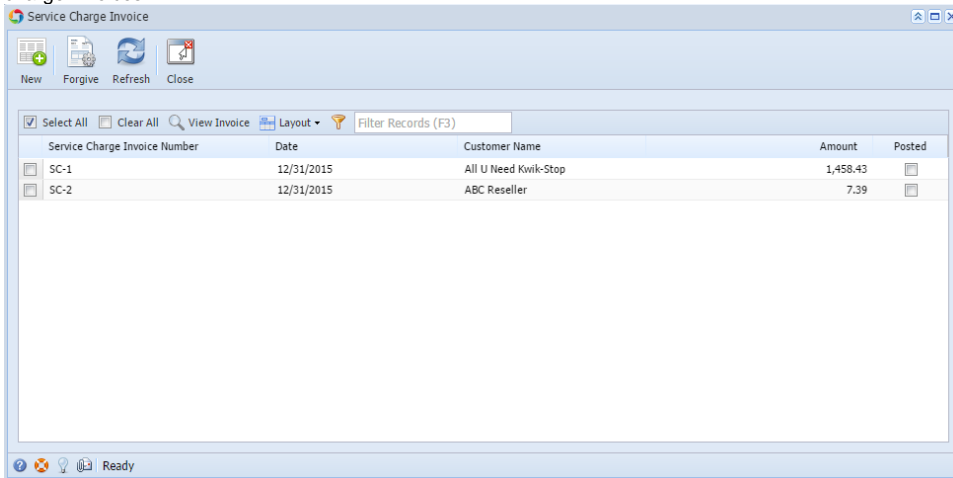 Service Charge Invoice
New Forgive Refresh Close
Select All Clear All View Invoice Layout Filter Records (F3)
Service Charge Invoice Number Date Customer Name Amount Posted
SC-1 12/31/2015 All U Need Kwik-Stop 1,458.43
SC-2 12/31/2015 ABC Reseller 7.39
Ready